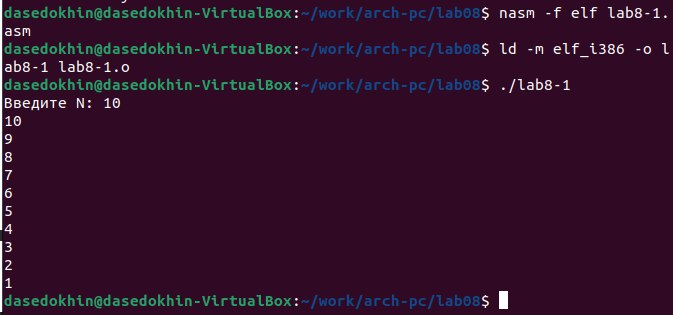 dasedokhin@dasedokhin-VirtualBox:~/work/arch-pc/lab08$ nasm -f elf lab8-1.
asm
dasedokhin@dasedokhin-VirtualBox:~/work/arch-pc/lab08$ ld -m elf_i386 -o l
ab8-1 lab8-1.o
dasedokhin@dasedokhin-VirtualBox:~/work/arch-pc/lab08$ ./lab8-1
Введите N: 10
10
9
8
7
6
5
4
3
2
1
dasedokhin@dasedokhin-VirtualBox:~/work/arch-pc/lab08$